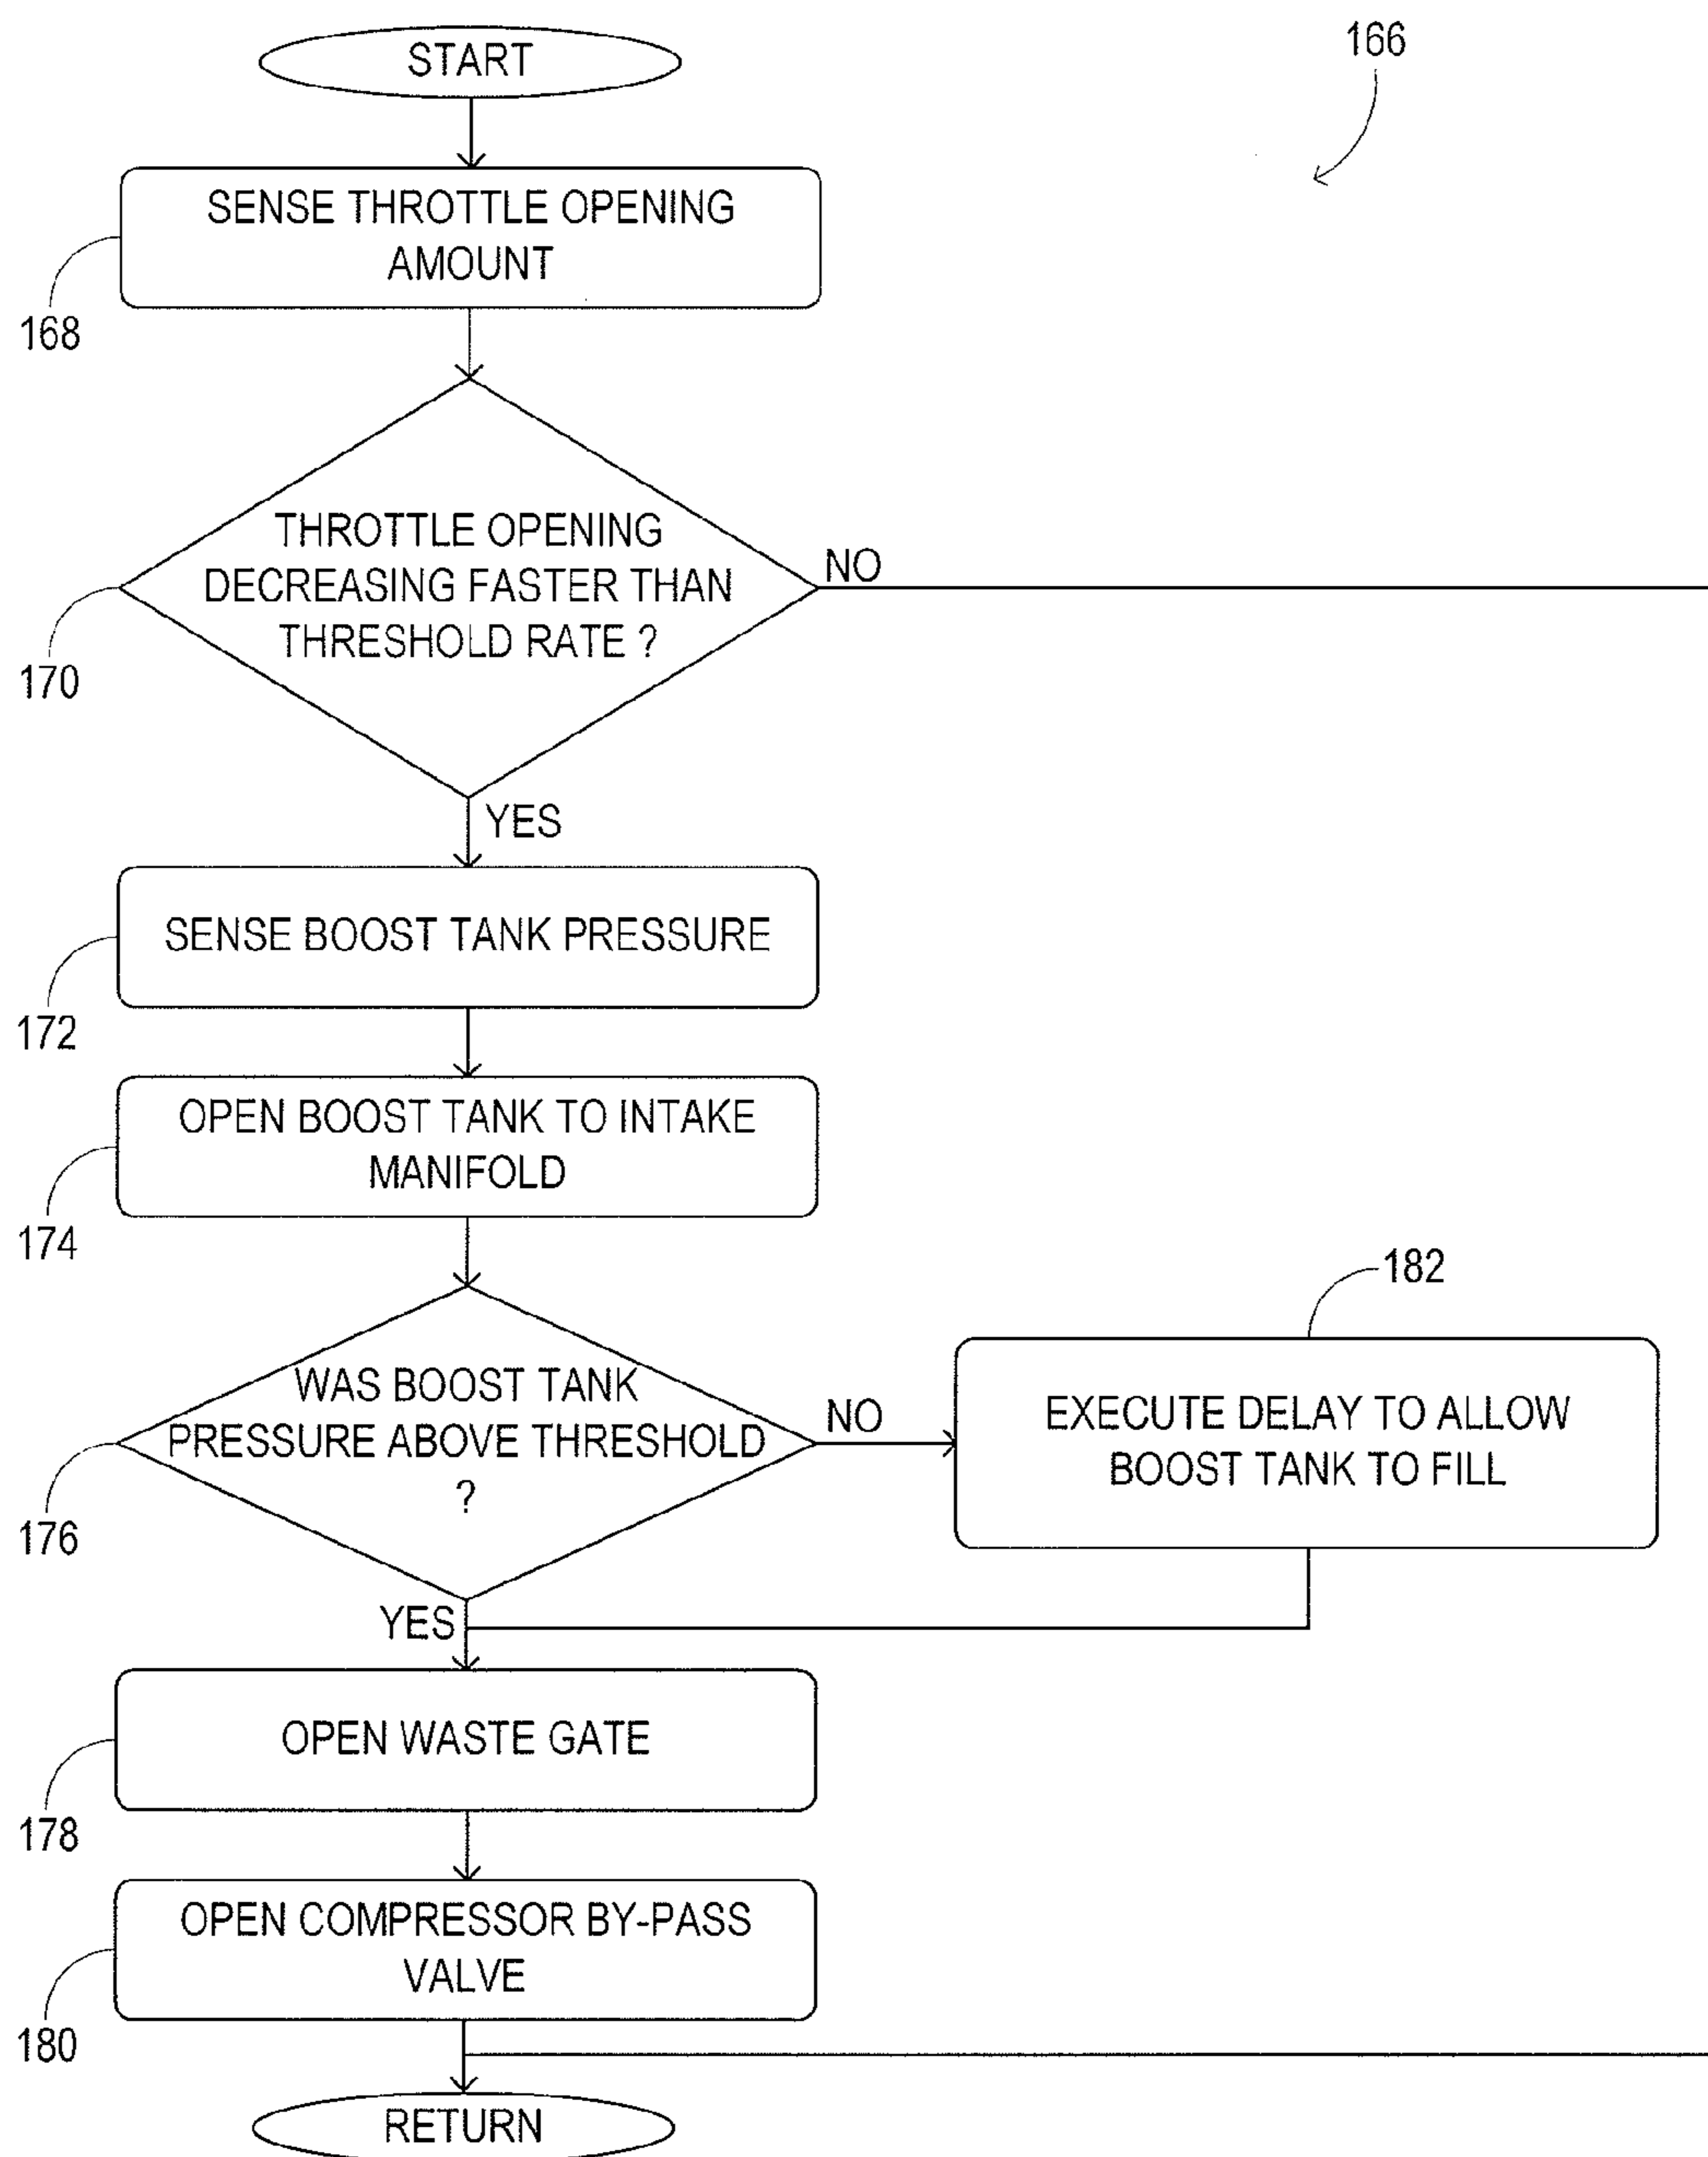 START
166
SENSE THROTTLE OPENING
AMOUNT
168
THROTTLE OPENING
DECREASING FASTER THAN
THRESHOLD RATE ?
NO
170
YES
SENSE BOOST TANK PRESSURE
172
OPEN BOOST TANK TO INTAKE
MANIFOLD
174
182
WAS BOOST TANK
PRESSURE ABOVE THRESHOLD
?
NO
EXECUTE DELAY TO ALLOW
BOOST TANK TO FILL
176
YES
OPEN WASTE GATE
178
OPEN COMPRESSOR BY-PASS
VALVE
180
RETURN